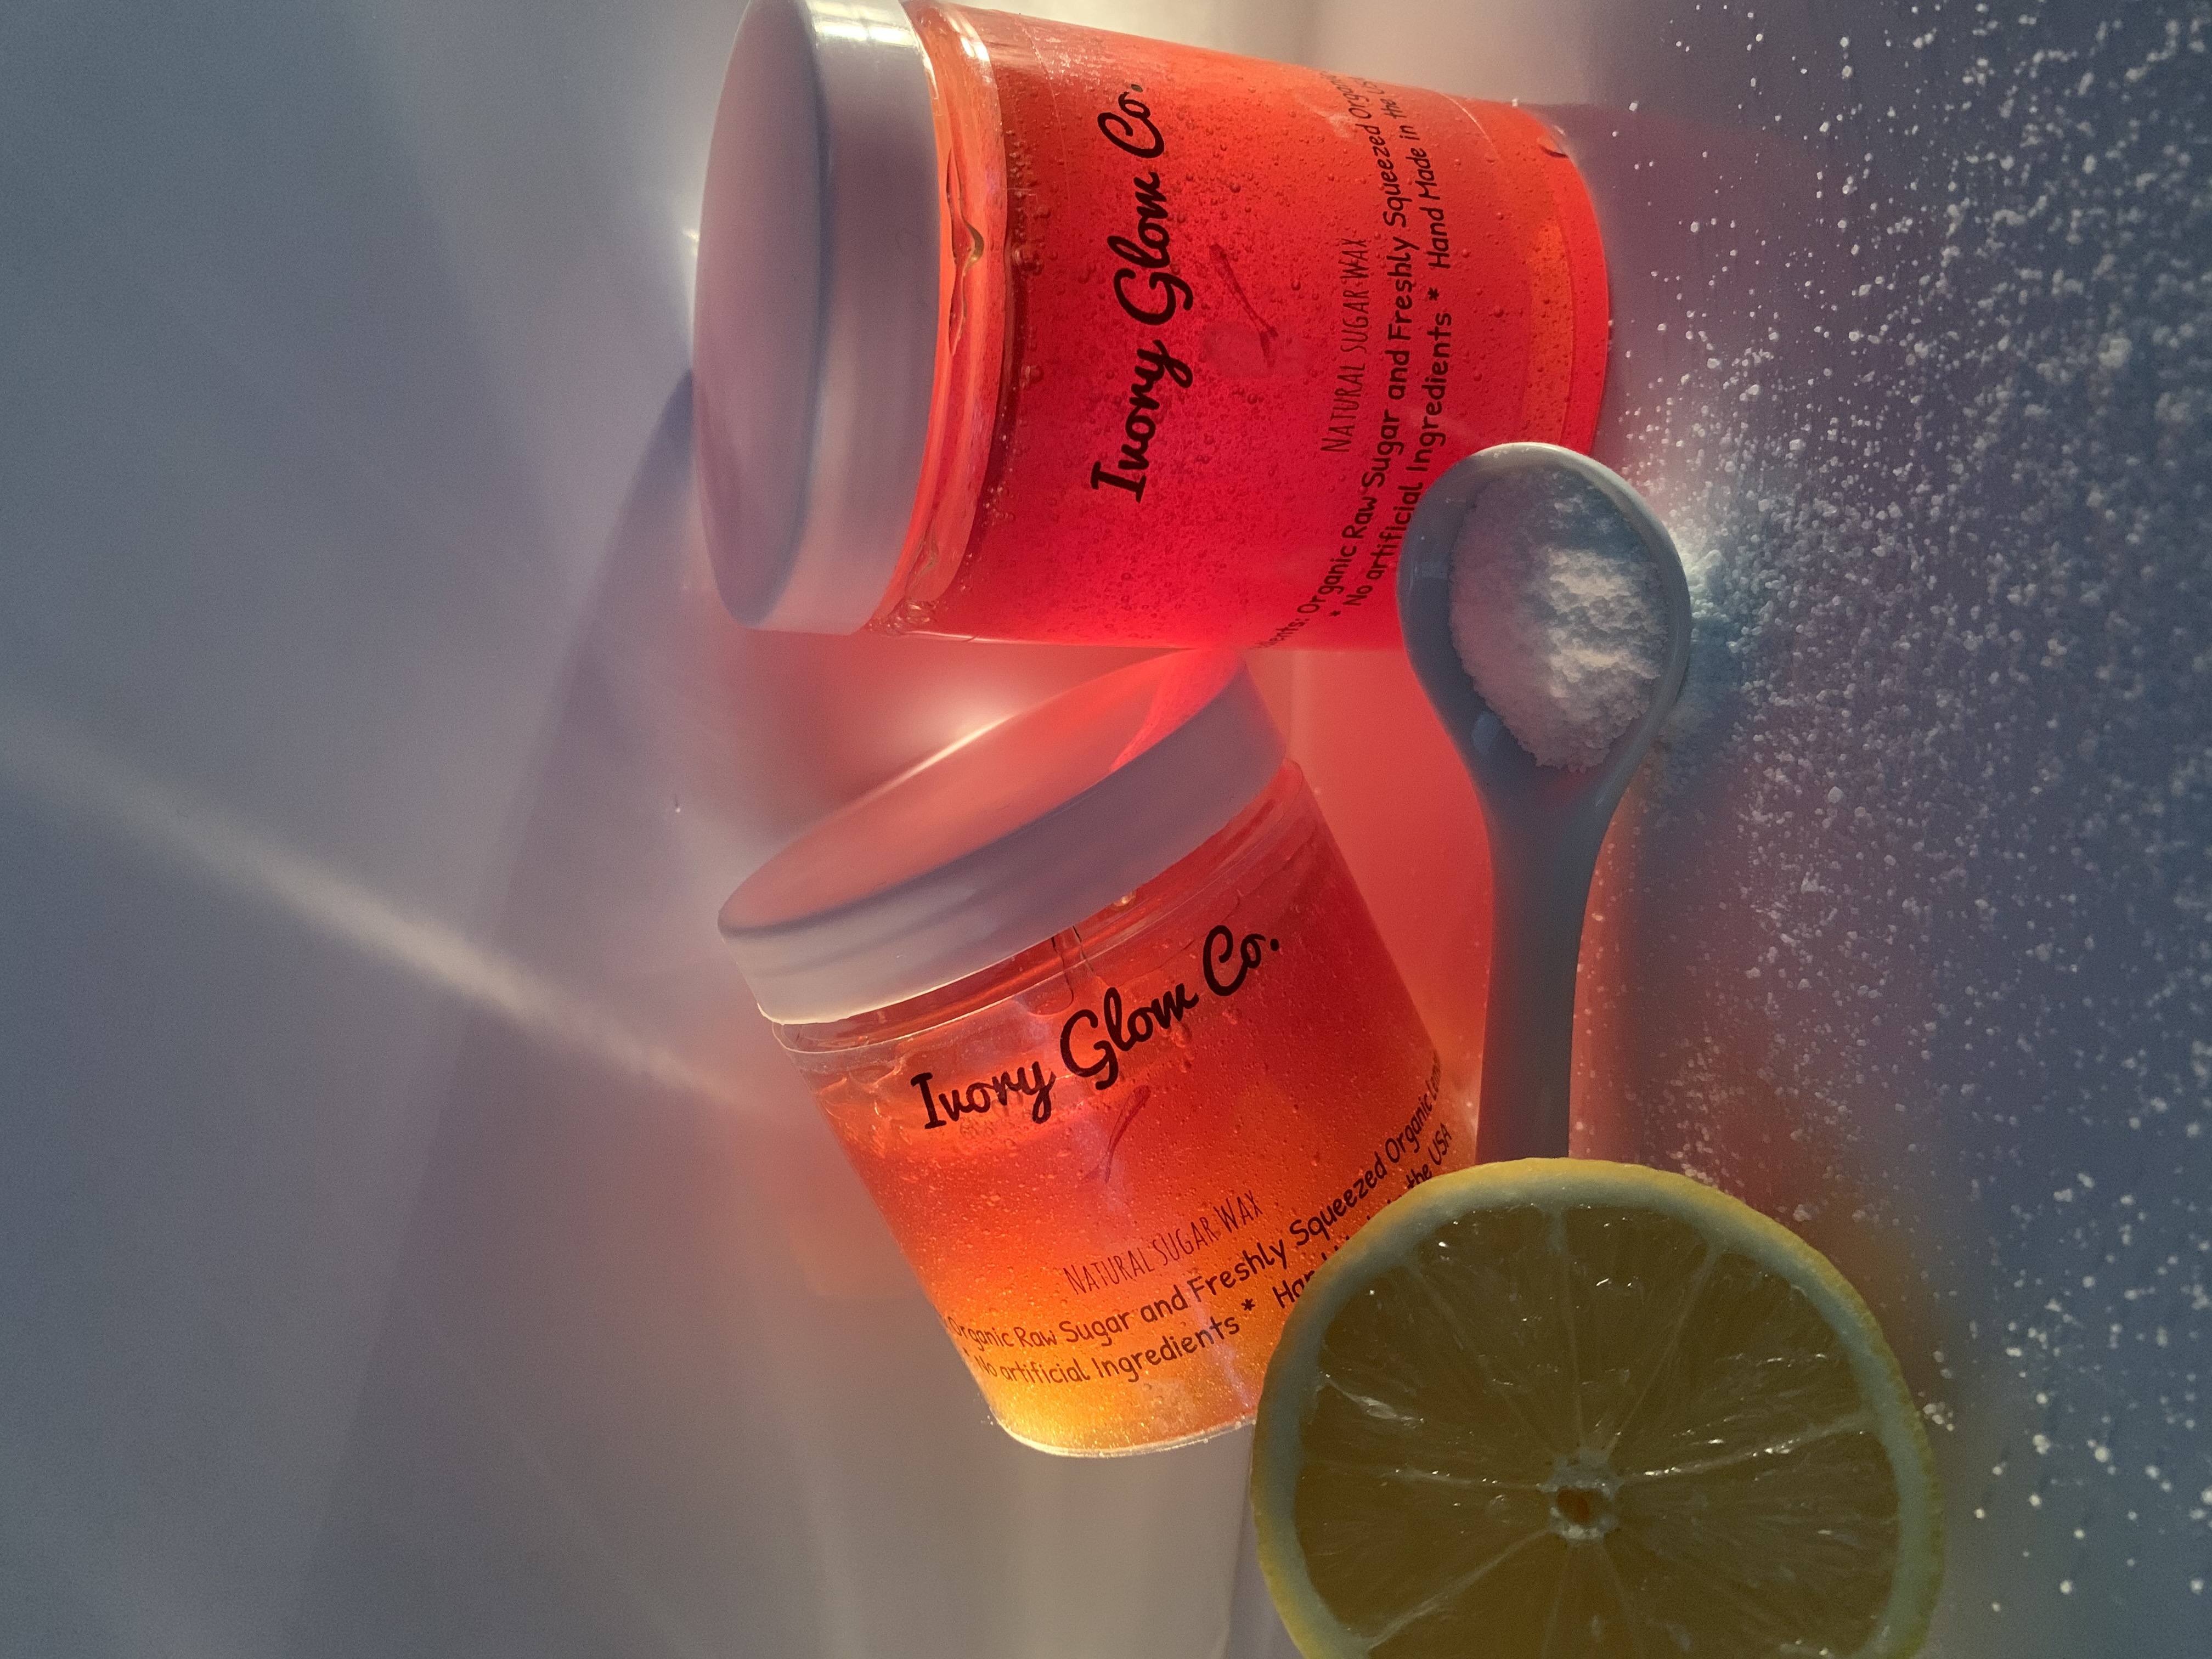 Ivory Glow Co.
NATURAL SUGAR WAX
Organic Raw Sugar and Freshly Squeezed Organic
No artificial Ingredients *
the USA
Ivory Glow Co.
NATURAL SUGAR WAX
Organic Raw Sugar and Freshly Squeezed Organic
* No artificial Ingredients * Hand Made in the USA